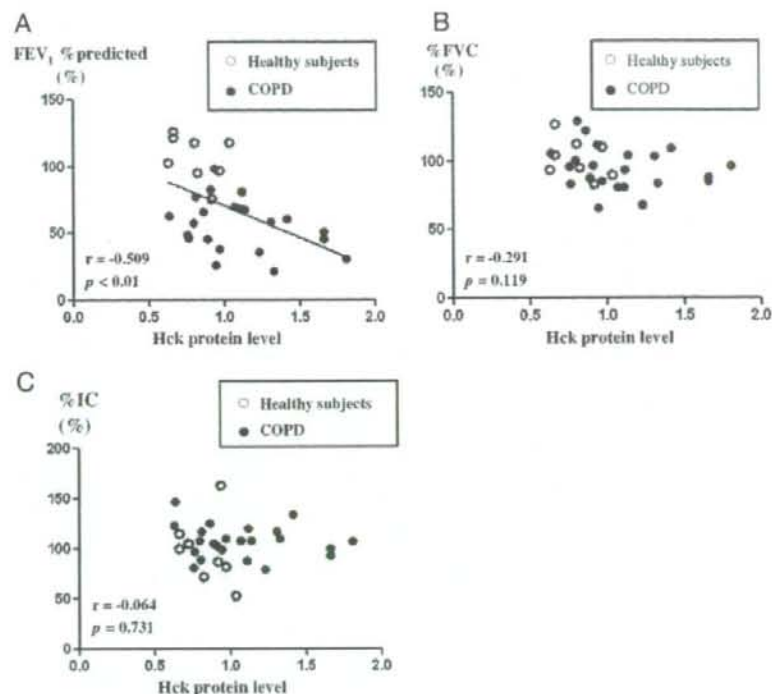 A
FEV1 % predicted
(%)
Healthy subjects
COPD
150
100
50
0
r = -0.509
p < 0.01
0.0 0.5 1.0 1.5 2.0
Hck protein level
B
%FVC
(%)
Healthy subjects
COPD
150
100
50
0
r = -0.291
p = 0.119
0.0 0.5 1.0 1.5 2.0
Hck protein level
C
%IC
(%)
Healthy subjects
COPD
200
150
100
50
0
r = -0.064
p = 0.731
0.0 0.5 1.0 1.5 2.0
Hck protein level